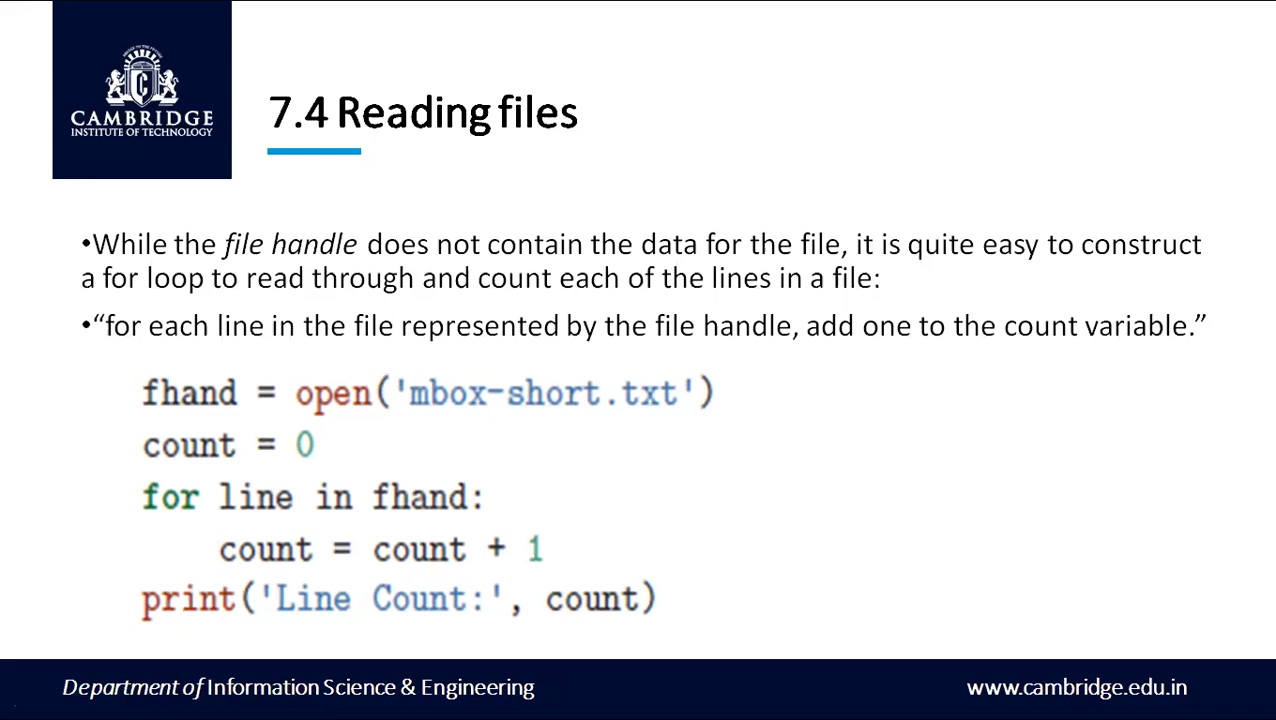 CAMBRIDGE
INSTITUTE OF TECHNOLOGY
7.4 Reading files
•While the file handle does not contain the data for the file, it is quite easy to construct
a for loop to read through and count each of the lines in a file:
•“for each line in the file represented by the file handle, add one to the count variable.”
fhand = open('mbox-short.txt')
count = 0
for line in fhand:
    count = count + 1
print('Line Count:', count)
Department of Information Science & Engineering
www.cambridge.edu.in